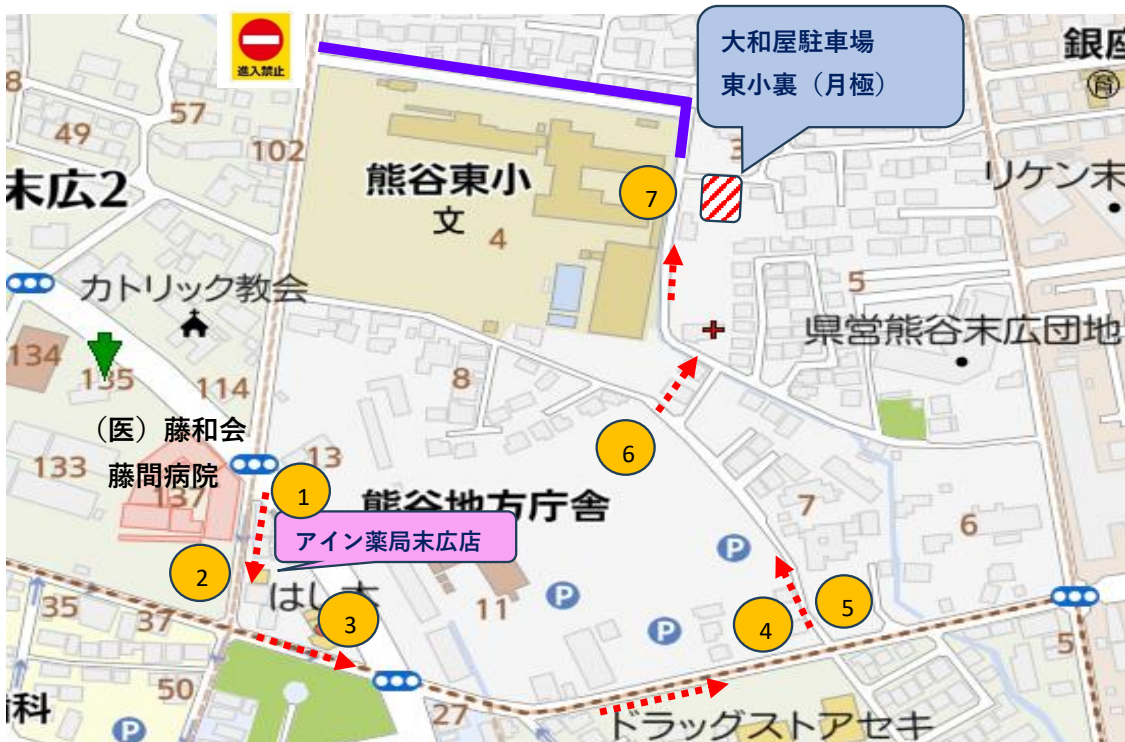 進入禁止
大和屋駐車場
東小裏（月極）
銀座
8
57
49
102
3
末広2
熊谷東小
文
4
7
リケン末
カトリック教会
5
県営熊谷末広団地
134
135
114
8
（医）藤和会
藤間病院
133
137
13
1
6
熊谷地方庁舎
7
6
アイン薬局末広店
P
2
はし本
11
P
35
37
3
P
4
5
5
50
27
科
P
ドラッグストアセキ